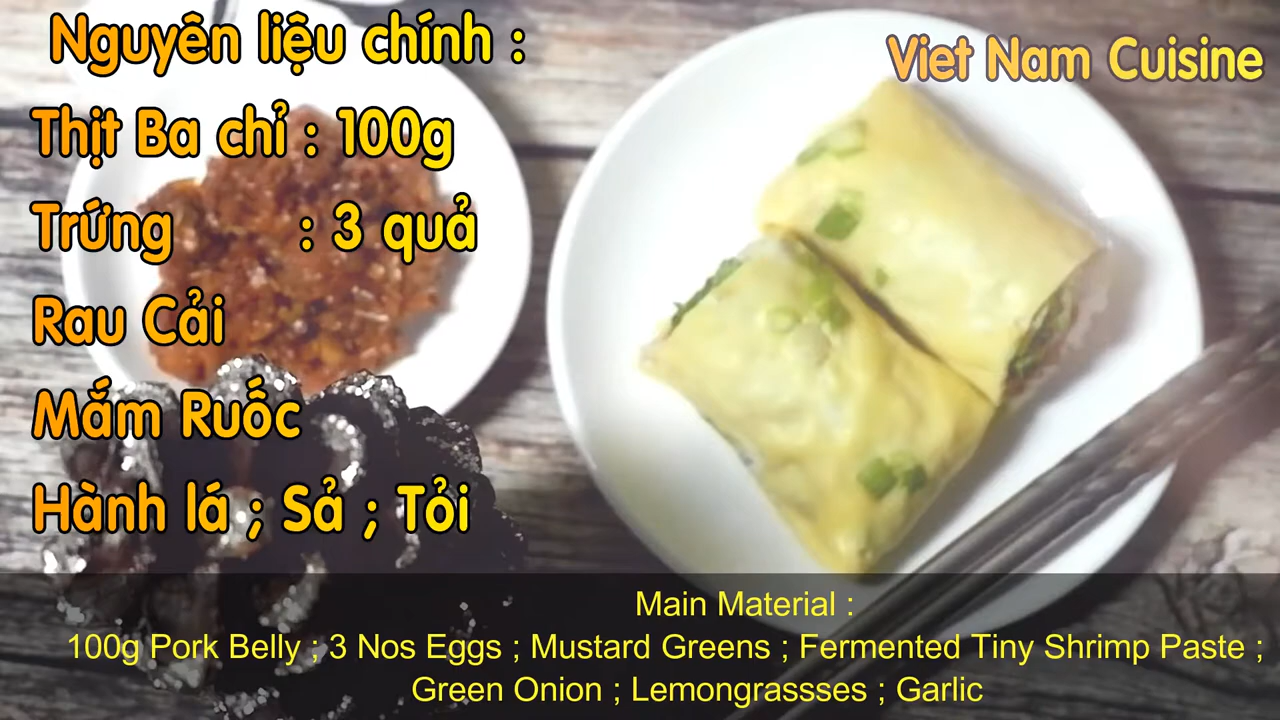 Nguyên liệu chính :
Viet Nam Cuisine
Thịt Ba chỉ : 100g
Trứng : 3 quả
Rau Cải
Mắm Ruốc
Hành lá ; Sả ; Tỏi
Main Material :
100g Pork Belly ; 3 Nos Eggs ; Mustard Greens ; Fermented Tiny Shrimp Paste ;
Green Onion ; Lemongrassses ; Garlic